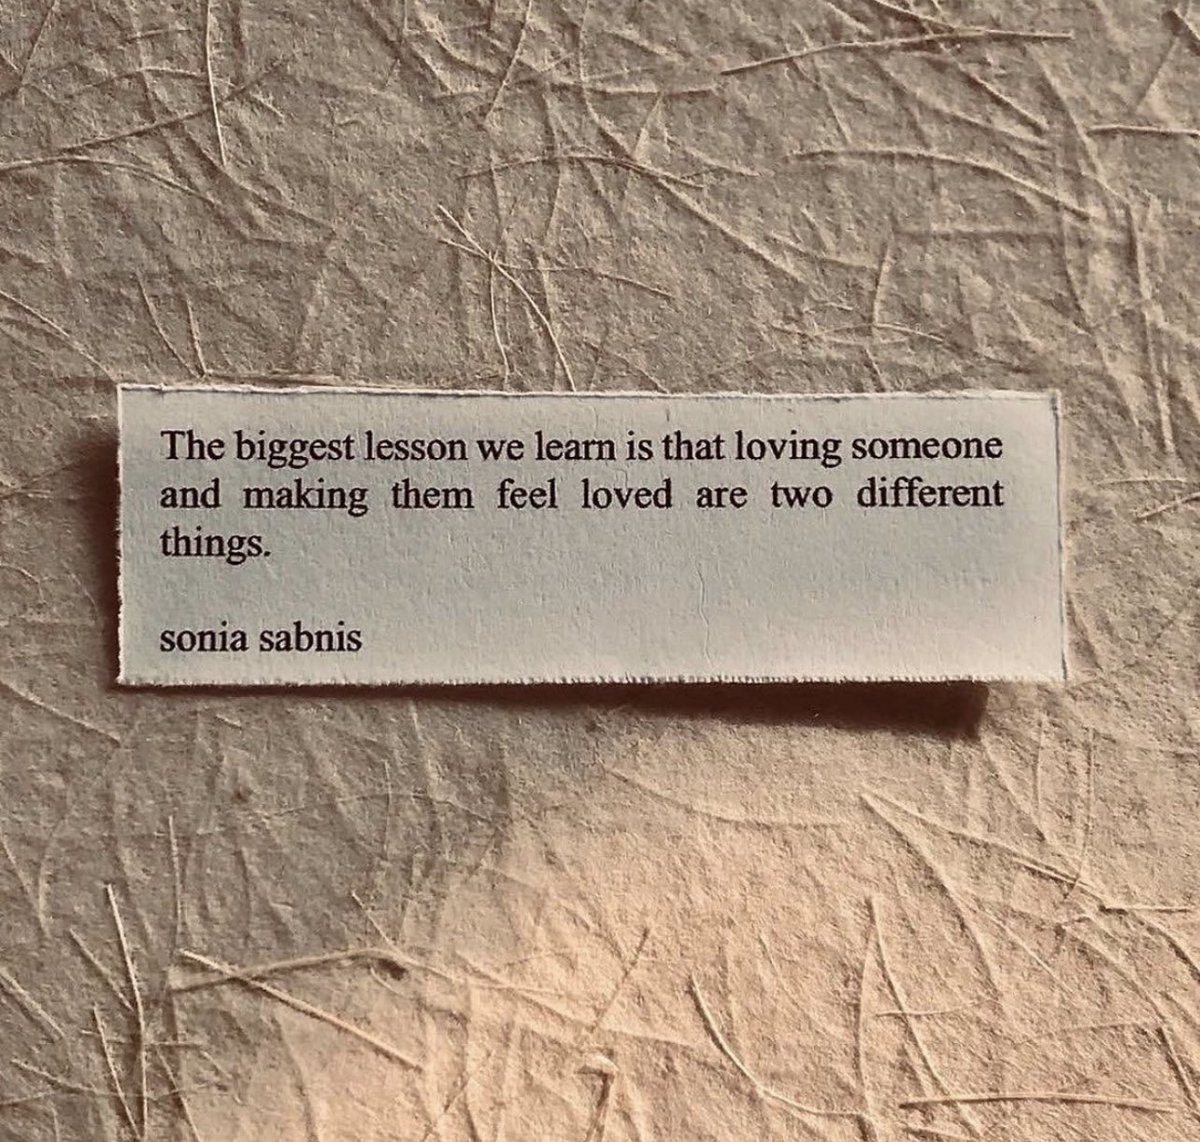 The biggest lesson we learn is that loving someone
and making them feel loved are two different
things.
sonia sabnis